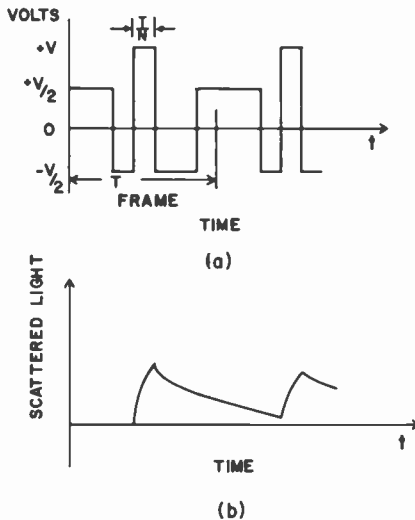 VOLTS
T
N
+V
+V/2
0
-V/2
t
T
FRAME
TIME
(a)
SCATTERED LIGHT
t
TIME
(b)